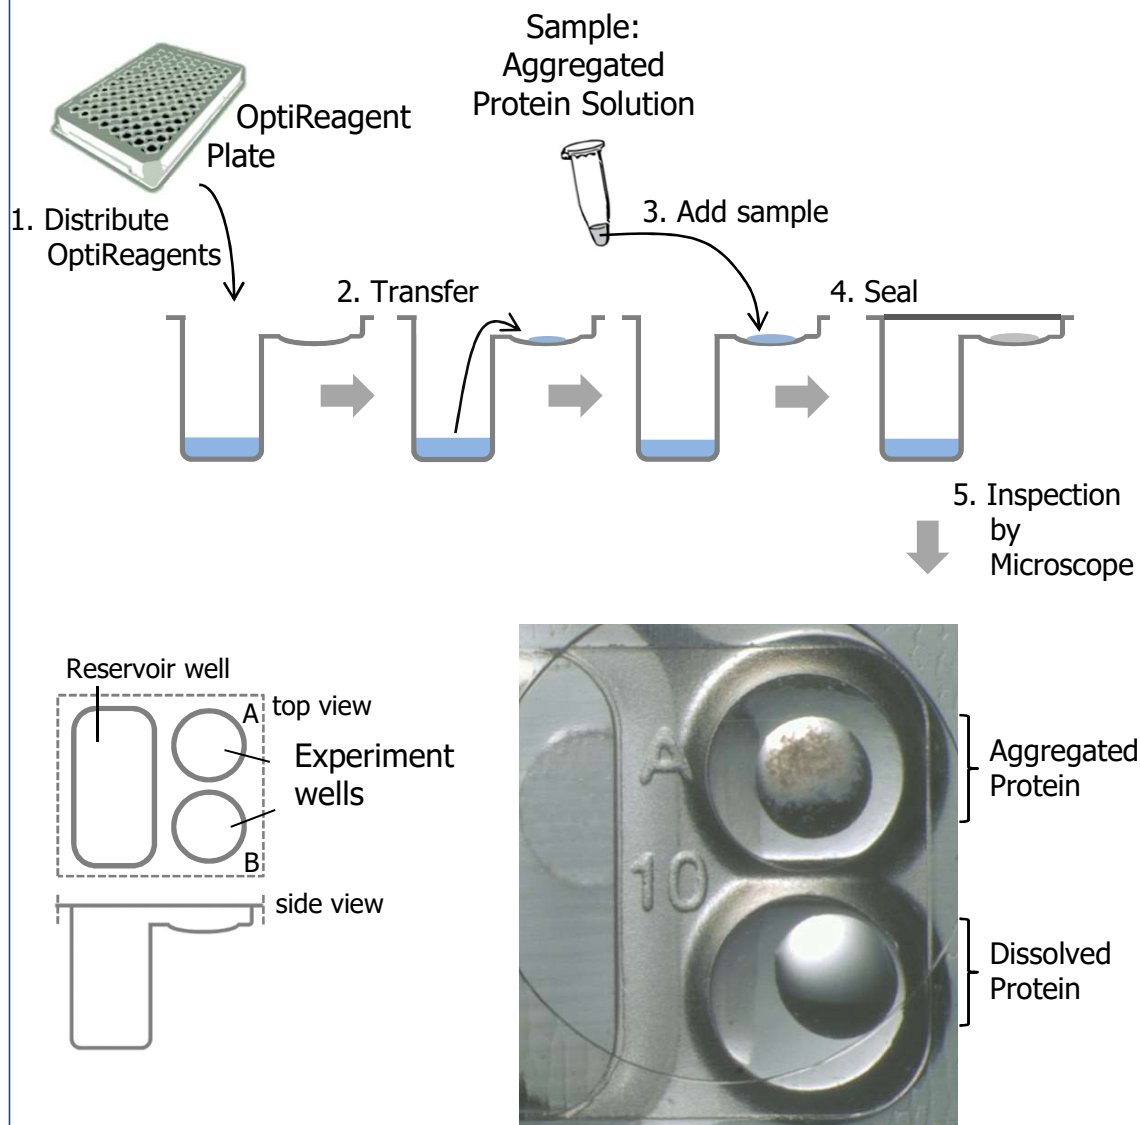 Sample:
Aggregated
Protein Solution
OptiReagent
Plate
1. Distribute
OptiReagents
3. Add sample
2. Transfer
4. Seal
5. Inspection
by
Microscope
Reservoir well
A
top view
Experiment
wells
B
side view
A
10
Aggregated
Protein
Dissolved
Protein